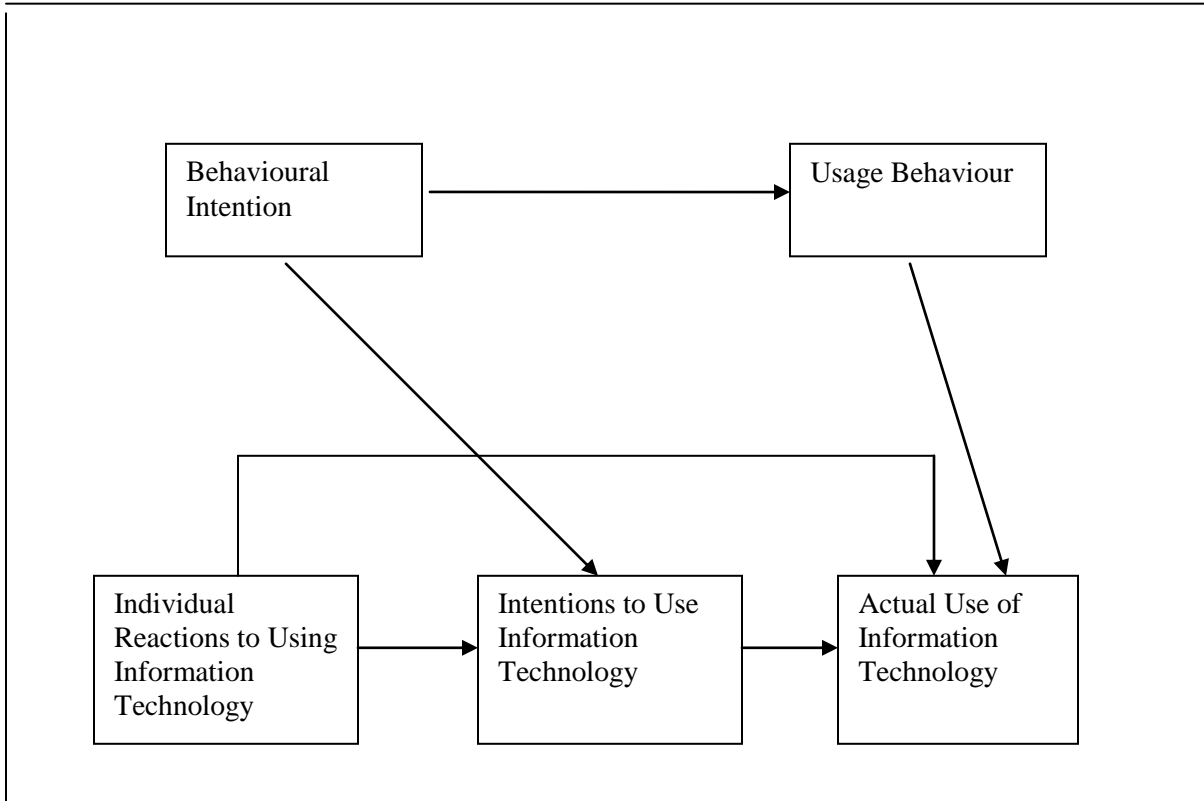 Behavioural
Intention
Usage Behaviour
Individual
Reactions to Using
Information
Technology
Intentions to Use
Information
Technology
Actual Use of
Information
Technology